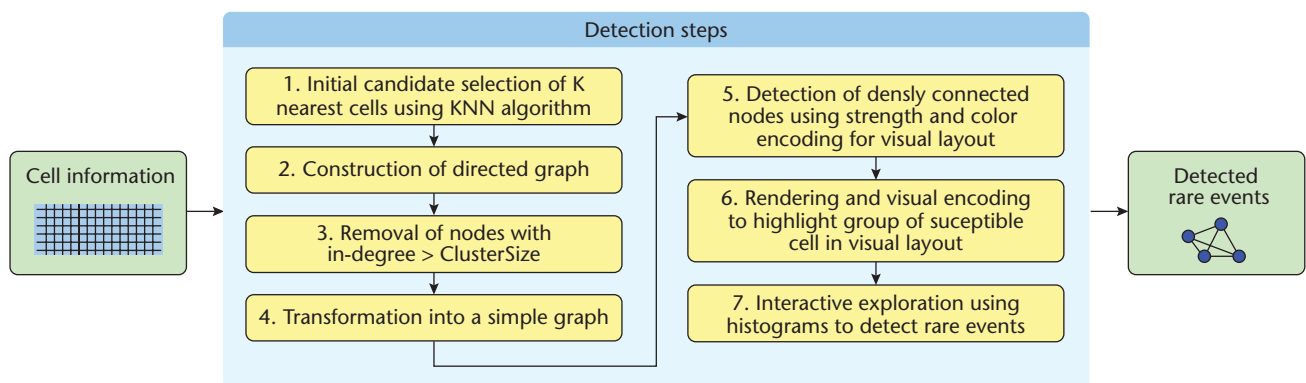 Detection steps
Cell information
1. Initial candidate selection of K
nearest cells using KNN algorithm
2. Construction of directed graph
3. Removal of nodes with
in-degree > ClusterSize
4. Transformation into a simple graph
5. Detection of densly connected
nodes using strength and color
encoding for visual layout
6. Rendering and visual encoding
to highlight group of suceptible
cell in visual layout
7. Interactive exploration using
histograms to detect rare events
Detected
rare events